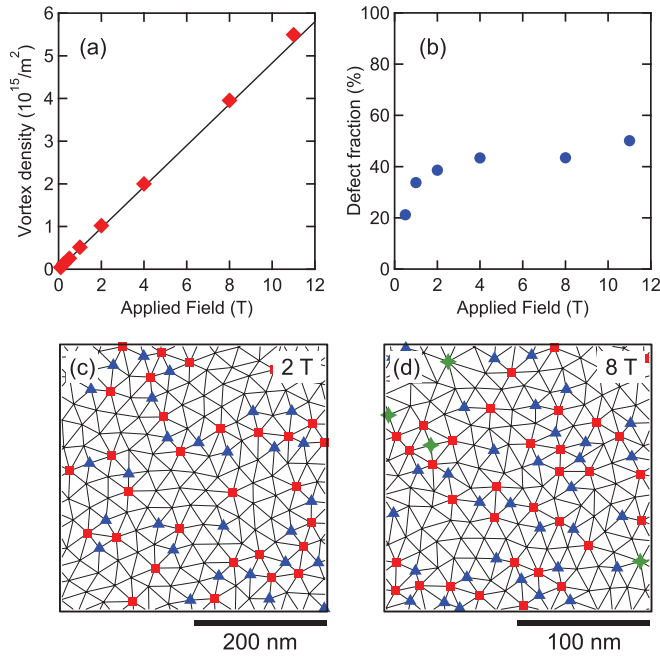 (a)
Vortex density (10^15/m^2)
6
5
4
3
2
1
0
0 2 4 6 8 10 12
Applied Field (T)
(b)
Defect fraction (%)
100
80
60
40
20
0
0 2 4 6 8 10 12
Applied Field (T)
(c) 2 T
200 nm
(d) 8 T
100 nm